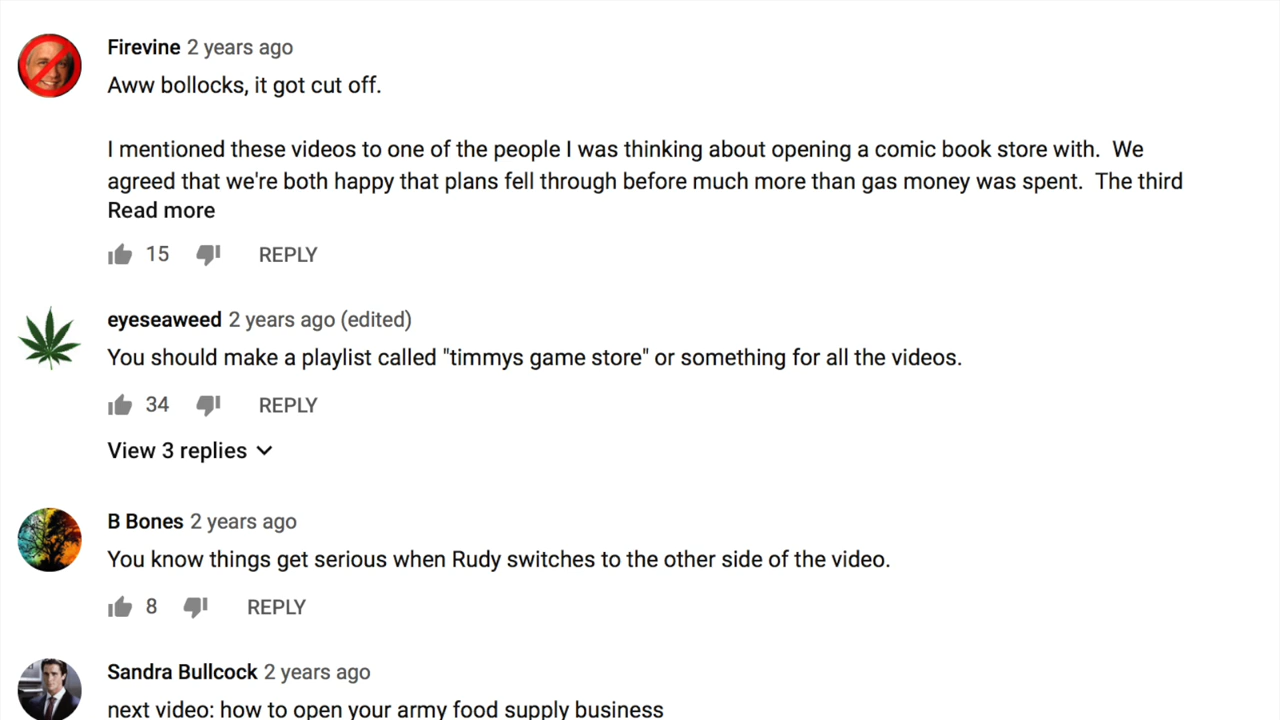 Firevine 2 years ago
Aww bollocks, it got cut off.
I mentioned these videos to one of the people I was thinking about opening a comic book store with.  We
agreed that we're both happy that plans fell through before much more than gas money was spent.  The third
Read more
15 REPLY
eyeseaweed 2 years ago (edited)
You should make a playlist called "timmys game store" or something for all the videos.
34 REPLY
View 3 replies
B Bones 2 years ago
You know things get serious when Rudy switches to the other side of the video.
8 REPLY
Sandra Bullcock 2 years ago
next video: how to open your army food supply business